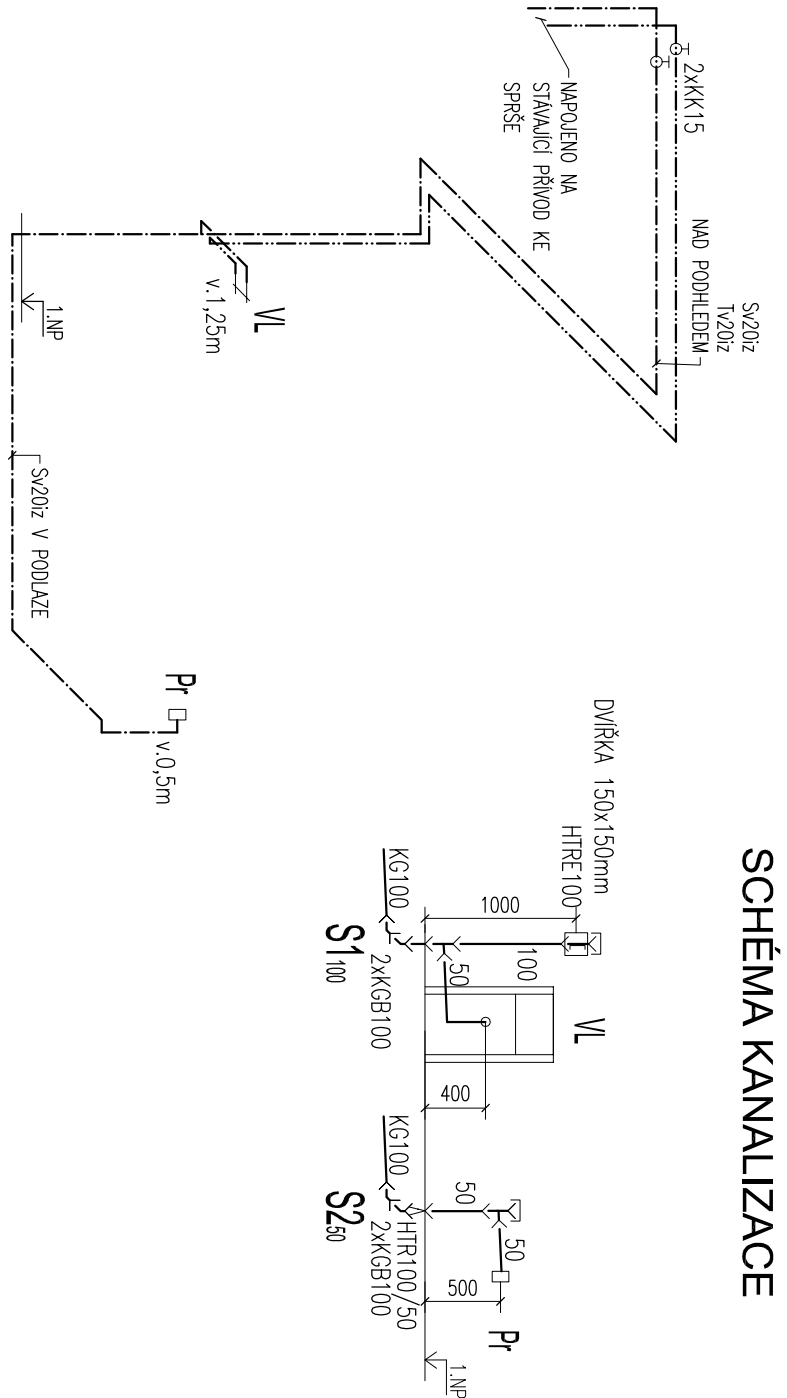 SCHÉMA KANALIZACE
2xKK15
NAPOJENO NA
STÁVAJÍCÍ PŘÍVOD KE
SPRŠE
Sv20iz
Tv20iz
NAD PODHLEDEM
VL
v.1,25m
1.NP
Sv20iz V PODLAZE
Pr
v.0,5m
DVÍŘKA 150x150mm
HTRE100
1000
100
50
KG100
2xKGB100
S1100
VL
400
KG100
50
50
HTR100/50
2xKGB100
S250
500
Pr
1.NP